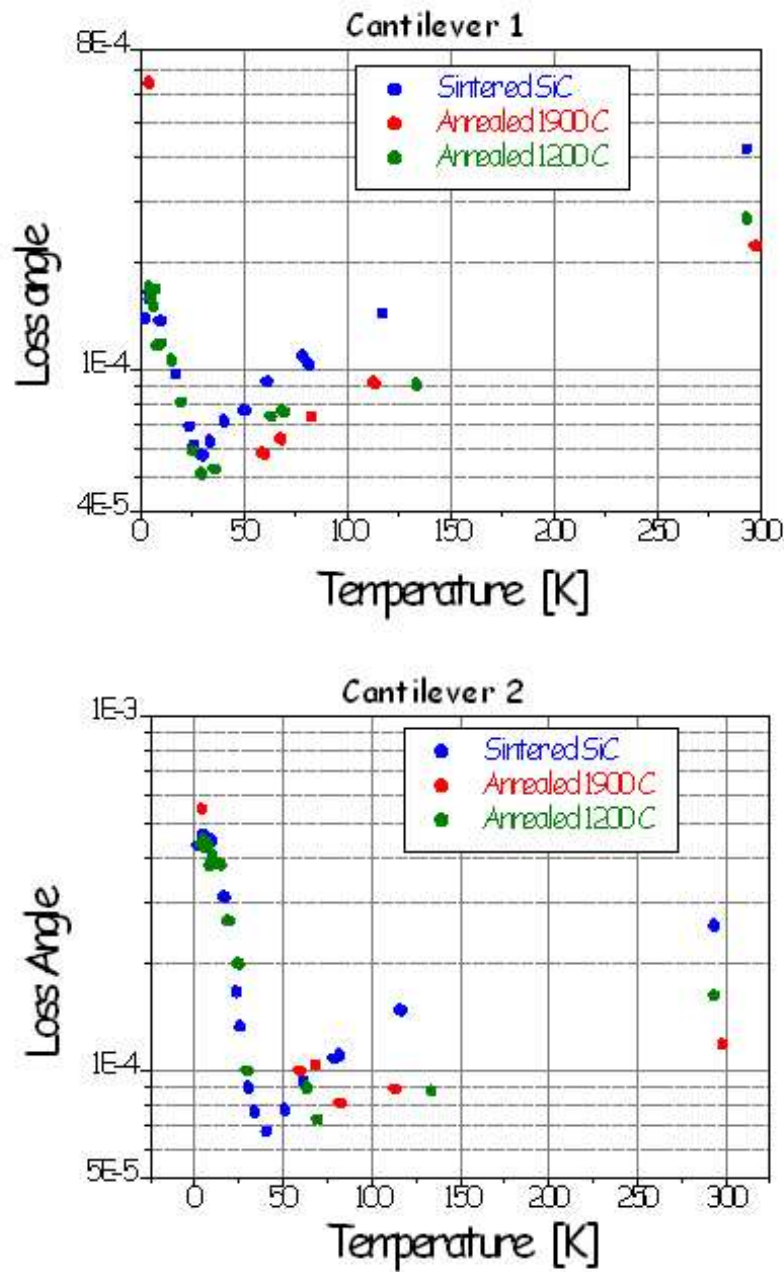 Cantilever 1
8E-4
Sintered SiC
Annealed 1900 C
Annealed 1200 C
Loss angle
1E-4
4E-5
0 50 100 150 200 250 300
Temperature [K]
Cantilever 2
1E-3
Sintered SiC
Annealed 1900 C
Annealed 1200 C
Loss Angle
1E-4
5E-5
0 50 100 150 200 250 300
Temperature [K]